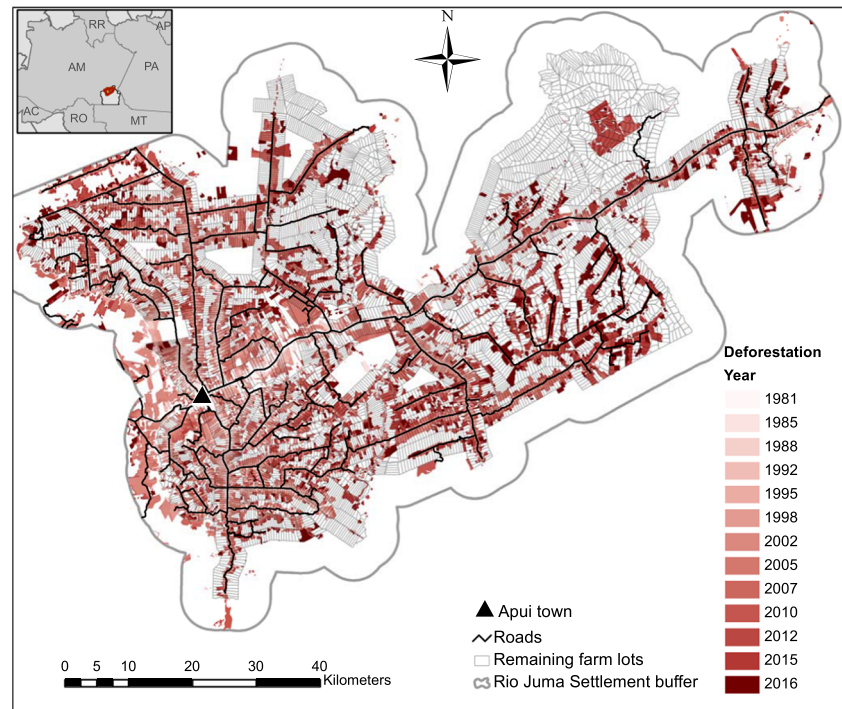 RR
AP
AM
PA
AC
RO
MT
N
Deforestation
Year
1981
1985
1988
1992
1995
1998
2002
2005
2007
2010
2012
2015
2016
Apui town
Roads
Remaining farm lots
Rio Juma Settlement buffer
0 5 10 20 30 40
Kilometers